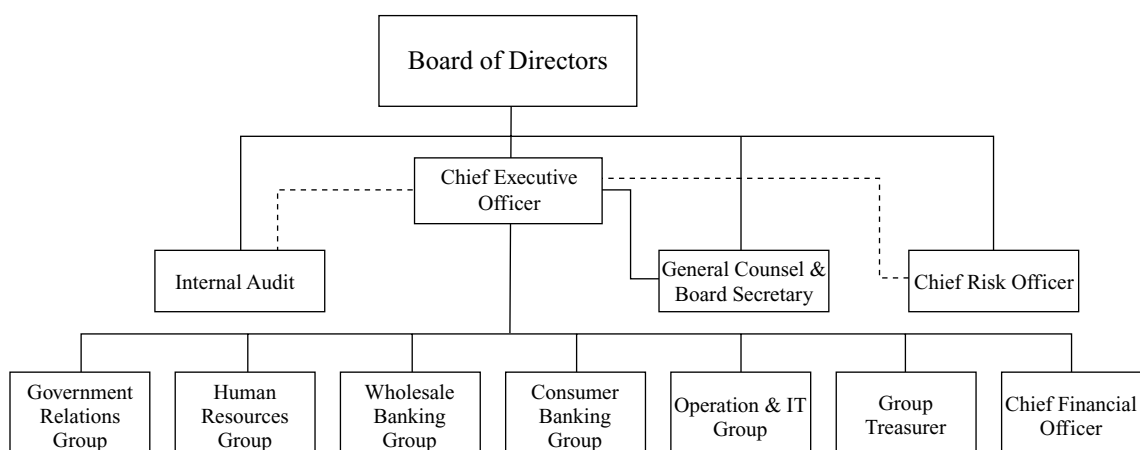 Board of Directors
Chief Executive
Officer
Internal Audit
General Counsel &
Board Secretary
Chief Risk Officer
Government
Relations
Group
Human
Resources
Group
Wholesale
Banking
Group
Consumer
Banking
Group
Operation & IT
Group
Group
Treasurer
Chief Financial
Officer